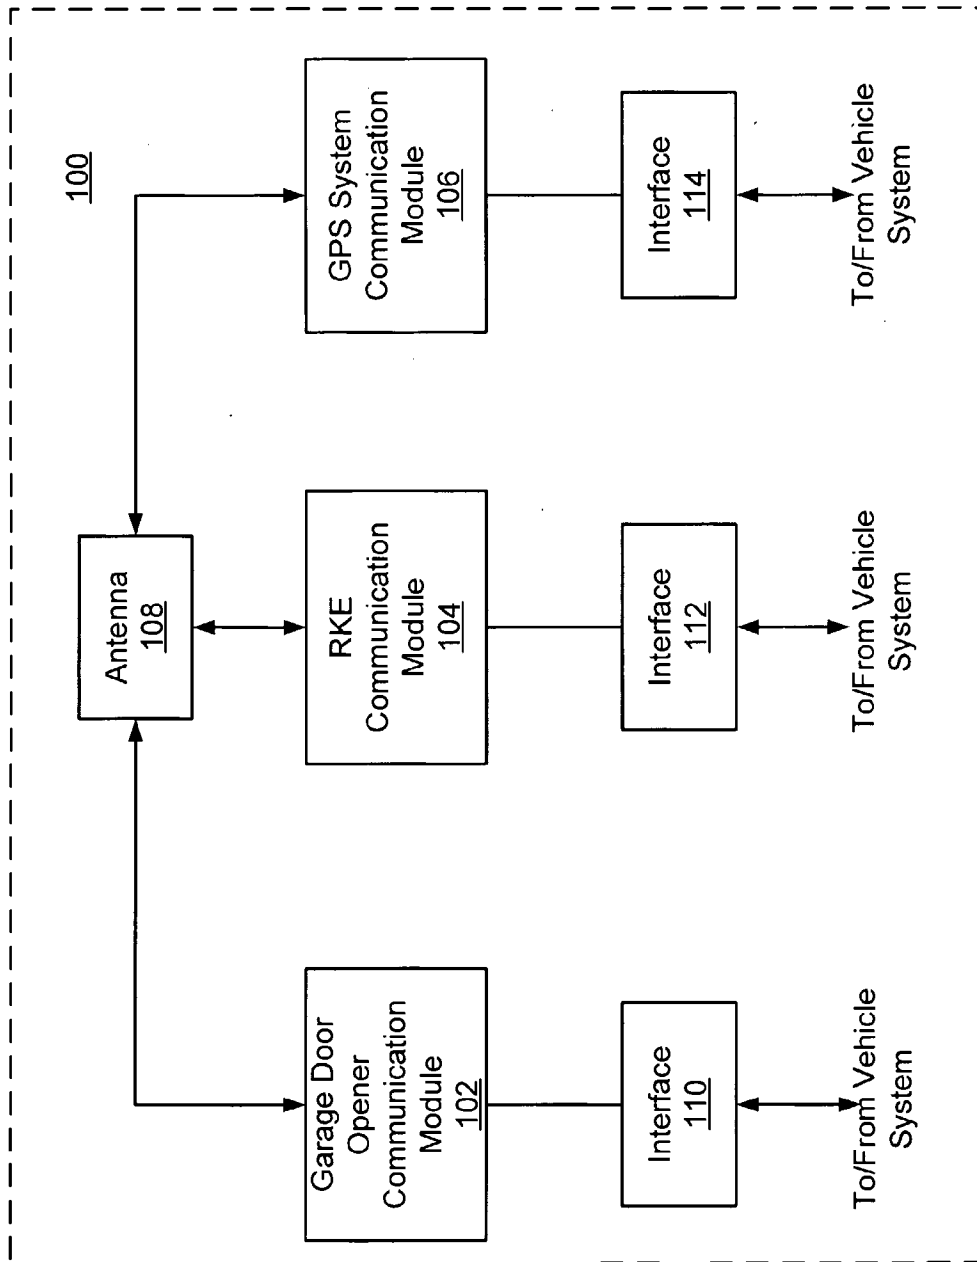 100
Antenna
108
Garage Door
Opener
Communication
Module
102
RKE
Communication
Module
104
GPS System
Communication
Module
106
Interface
110
Interface
112
Interface
114
To/From Vehicle
System
To/From Vehicle
System
To/From Vehicle
System